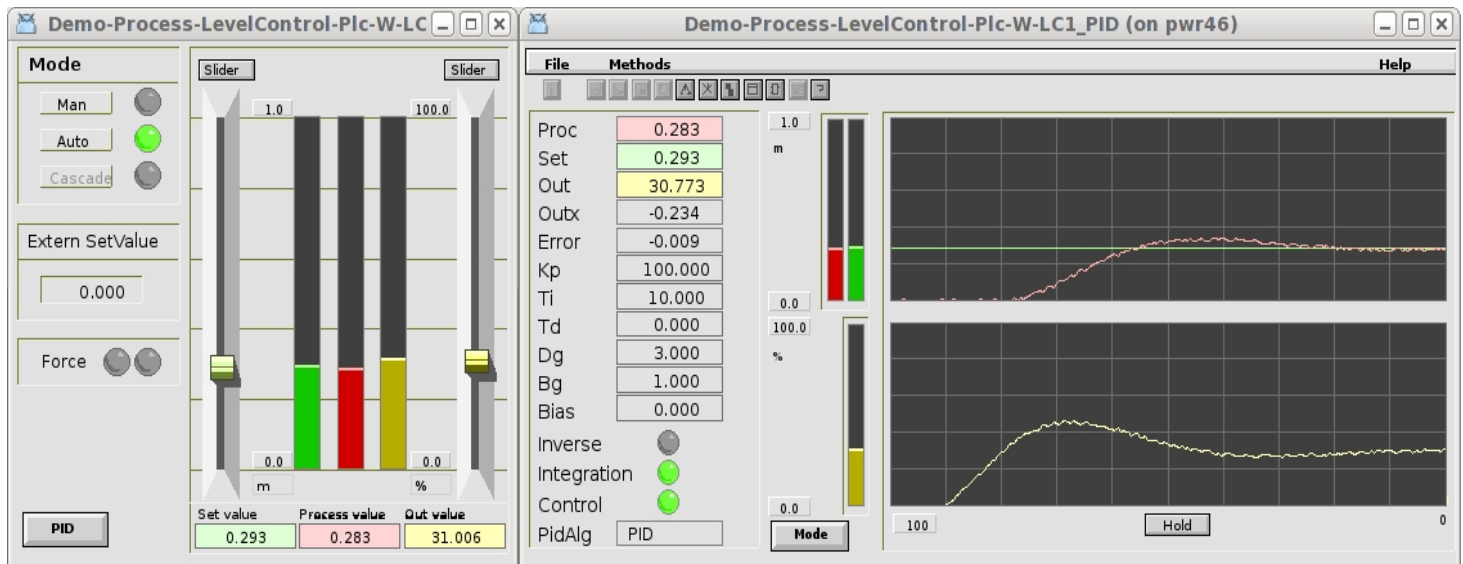 Demo-Process-LevelControl-Plc-W-LC
Mode
Man
Auto
Cascade
Extern SetValue
0.000
Force
PID
Slider
Slider
1.0
100.0
0.0
0.0
m
%
Set value
Process value
Out value
0.293
0.283
31.006
Demo-Process-LevelControl-Plc-W-LC1_PID (on pwr46)
File Methods Help
Proc 0.283
Set 0.293
Out 30.773
Outx -0.234
Error -0.009
Kp 100.000
Ti 10.000
Td 0.000
Dg 3.000
Bg 1.000
Bias 0.000
Inverse
Integration
Control
PidAlg PID
1.0
m
0.0
100.0
%
0.0
Mode
100
Hold
0